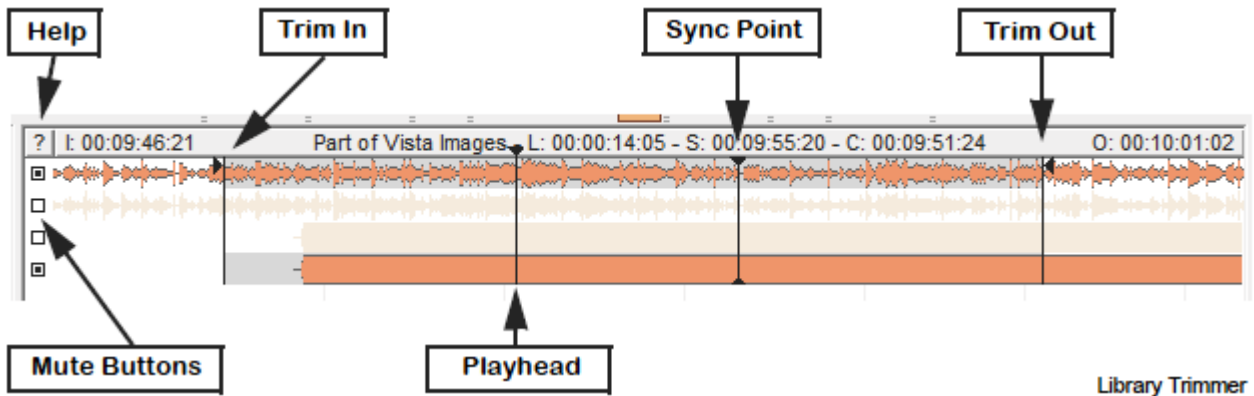 Help
Trim In
Sync Point
Trim Out
? I: 00:09:46:21 Part of Vista Images - L: 00:00:14:05 - S: 00:09:55:20 - C: 00:09:51:24 O: 00:10:01:02
Mute Buttons
Playhead
Library Trimmer